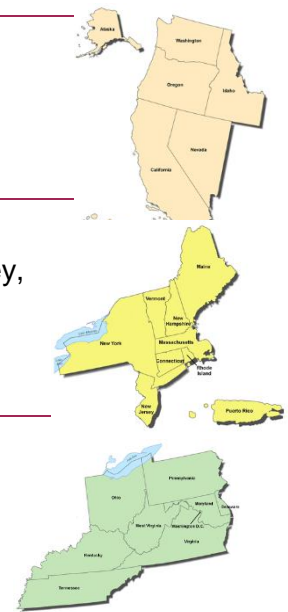 Alaska
Washington
Oregon
Idaho
Nevada
California
ey,
Maine
Vermont
New
Hampshire
New York
Massachusetts
Connecticut
Rhode
Island
New
Jersey
Puerto Rico
Pennsylvania
Ohio
Maryland
Delaware
West Virginia
Washington D.C.
Virginia
Kentucky
Tennessee